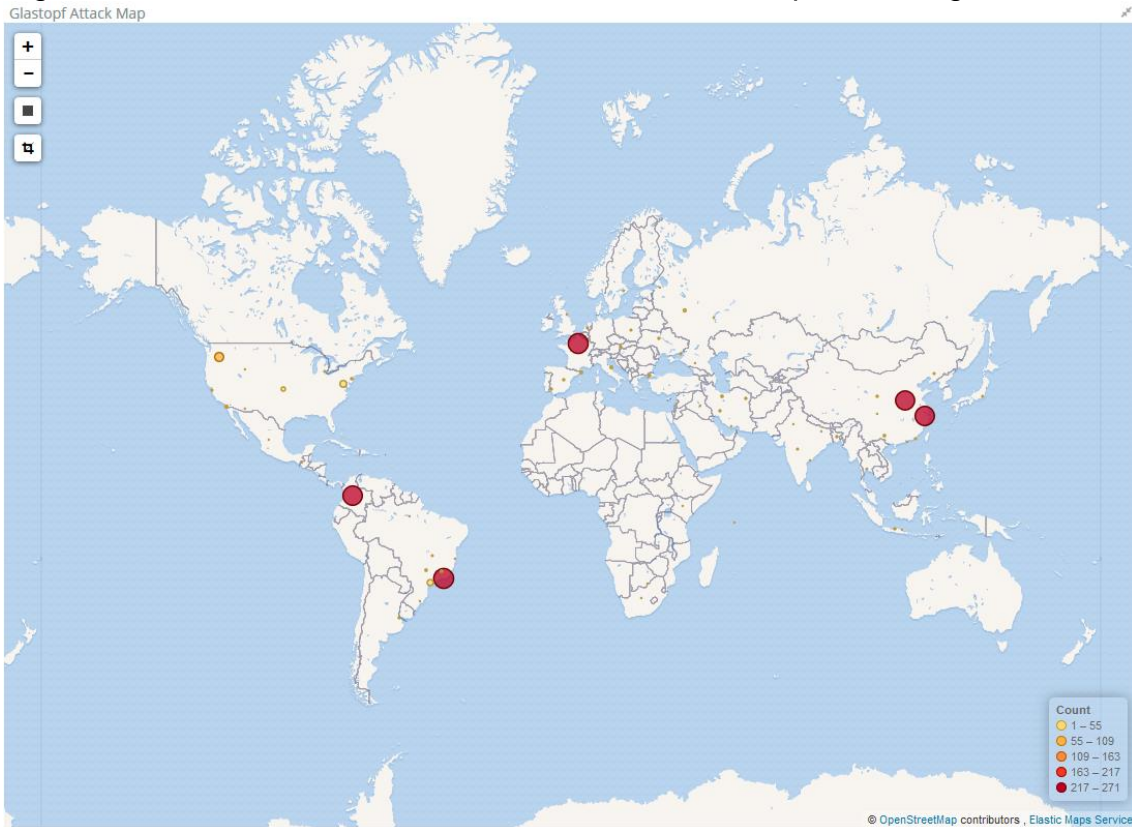 Glastopf Attack Map
+
−
Count
1 – 55
55 – 109
109 – 163
163 – 217
217 – 271
© OpenStreetMap contributors , Elastic Maps Service